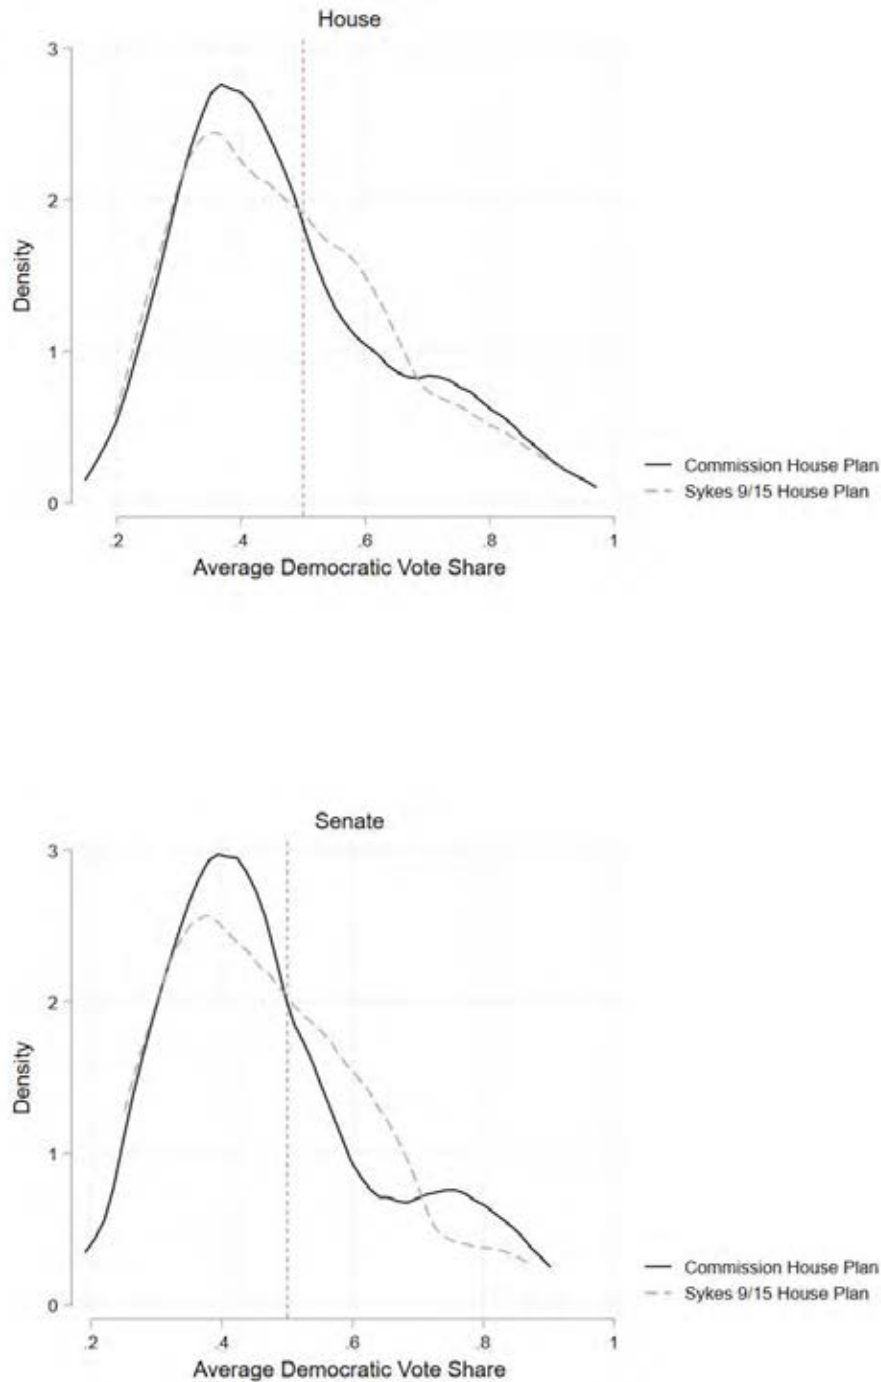 House
3
2
1
0
Density
.2 .4 .6 .8 1
Average Democratic Vote Share
Commission House Plan
Sykes 9/15 House Plan
Senate
3
2
1
0
Density
.2 .4 .6 .8 1
Average Democratic Vote Share
Commission House Plan
Sykes 9/15 House Plan